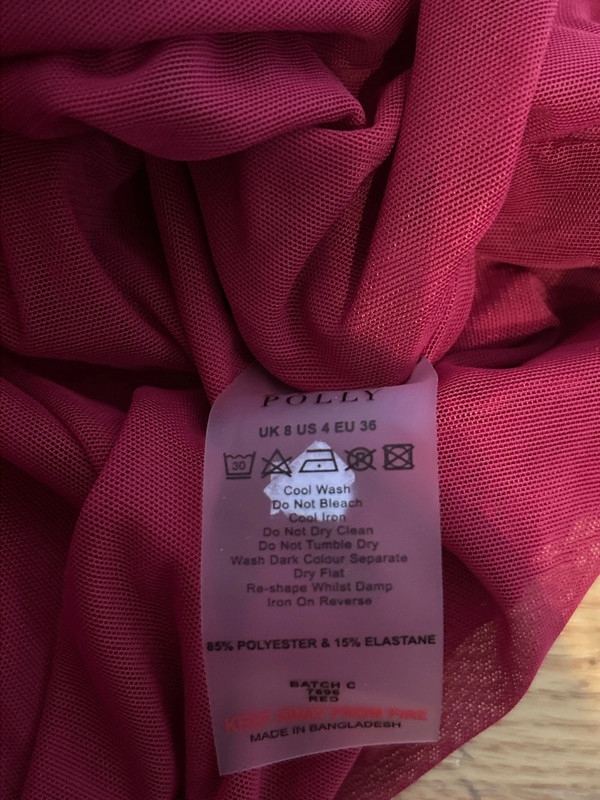 POLLY
UK 8 US 4 EU 36
30
Cool Wash
Do Not Bleach
Cool Iron
Do Not Dry Clean
Do Not Tumble Dry
Wash Dark Colour Separate
Dry Flat
Re-shape Whilst Damp
Iron On Reverse
85% POLYESTER & 15% ELASTANE
BATCH C
7696
RED
KEEP AWAY FROM FIRE
MADE IN BANGLADESH